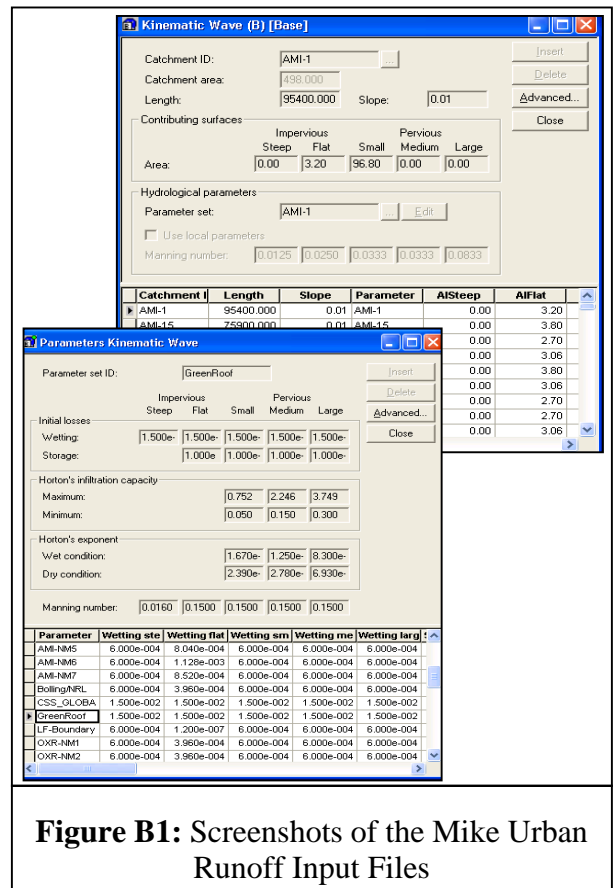 Kinematic Wave (B) [Base]
Catchment ID: AMI-1 ... Insert
Catchment area: 498.000 Delete
Length: 95400.000 Slope: 0.01 Advanced...
Contributing surfaces Close
Impervious Pervious
Steep Flat Small Medium Large
Area: 0.00 3.20 96.80 0.00 0.00
Hydrological parameters
Parameter set: AMI-1 ... Edit
Use local parameters
Manning number: 0.0125 0.0250 0.0333 0.0333 0.0833
Catchment I Length Slope Parameter AISteep AIFlat
AMI-1 95400.000 0.01 AMI-1 0.00 3.20
AMI-15 75900.000 0.01 AMI-15 0.00 3.80
0.00 2.70
0.00 3.06
0.00 3.80
0.00 3.06
0.00 2.70
0.00 2.70
0.00 3.06
Parameters Kinematic Wave
Parameter set ID: GreenRoof Insert
Delete
Impervious Pervious
Steep Flat Small Medium Large Advanced...
Initial losses Close
Wetting: 1.500e- 1.500e- 1.500e- 1.500e- 1.500e-
Storage: 1.000e 1.000e- 1.000e- 1.000e-
Horton's infiltration capacity
Maximum: 0.752 2.246 3.749
Minimum: 0.050 0.150 0.300
Horton's exponent
Wet condition: 1.670e- 1.250e- 8.300e-
Dry condition: 2.390e- 2.780e- 6.930e-
Manning number: 0.0160 0.1500 0.1500 0.1500 0.1500
Parameter Wetting ste Wetting flat Wetting sm Wetting me Wetting larg
AMI-NM5 6.000e-004 8.040e-004 6.000e-004 6.000e-004 6.000e-004
AMI-NM6 6.000e-004 1.128e-003 6.000e-004 6.000e-004 6.000e-004
AMI-NM7 6.000e-004 8.520e-004 6.000e-004 6.000e-004 6.000e-004
Bolling/NRL 6.000e-004 3.960e-004 6.000e-004 6.000e-004 6.000e-004
CSS_GLOBA 1.500e-002 1.500e-002 1.500e-002 1.500e-002 1.500e-002
GreenRoof 1.500e-002 1.500e-002 1.500e-002 1.500e-002 1.500e-002
LF-Boundary 6.000e-004 1.200e-007 6.000e-004 6.000e-004 6.000e-004
OXR-NM1 6.000e-004 3.960e-004 6.000e-004 6.000e-004 6.000e-004
OXR-NM2 6.000e-004 3.960e-004 6.000e-004 6.000e-004 6.000e-004
Figure B1: Screenshots of the Mike Urban
Runoff Input Files